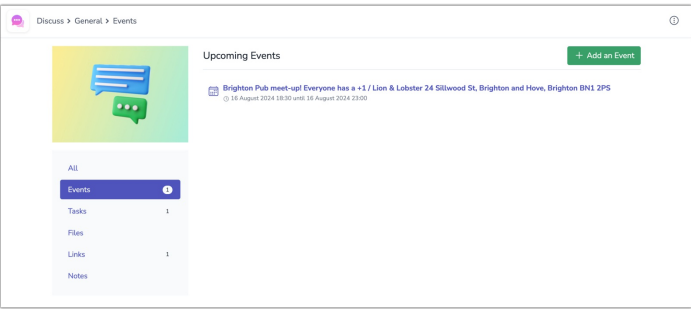 Discuss > General > Events
Upcoming Events
+ Add an Event
Brighton Pub meet-up! Everyone has a +1 / Lion & Lobster 24 Sillwood St, Brighton and Hove, Brighton BN1 2PS
16 August 2024 18:30 until 16 August 2024 23:00
All
Events 1
Tasks 1
Files
Links 1
Notes